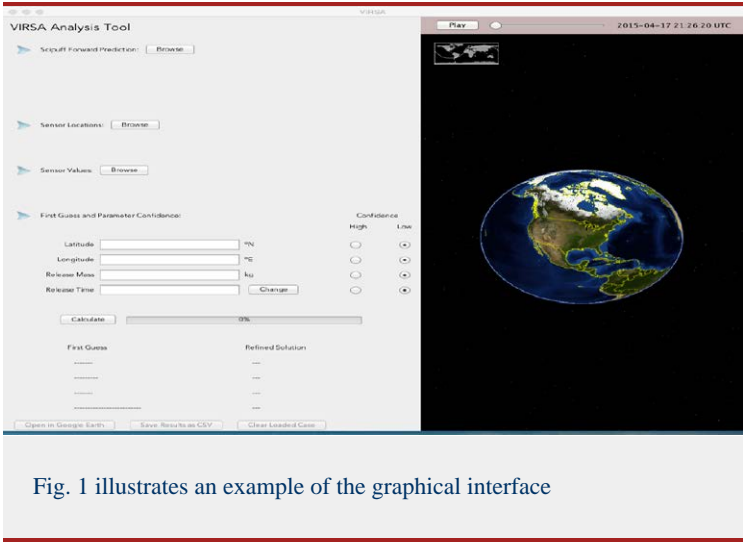 VIRSA
VIRSA Analysis Tool
Play
2015-04-17 21:26:20 UTC
Scipuff Forward Prediction:
Browse
Sensor Locations:
Browse
Sensor Values:
Browse
First Guess and Parameter Confidence:
Confidence
High Low
Latitude °N
Longitude °E
Release Mass kg
Release Time Change
Calculate 0%
First Guess Refined Solution
------- ---
--------- ---
------- ---
--------------------- ---
Open in Google Earth Save Results as CSV Clear Loaded Case
Fig. 1 illustrates an example of the graphical interface